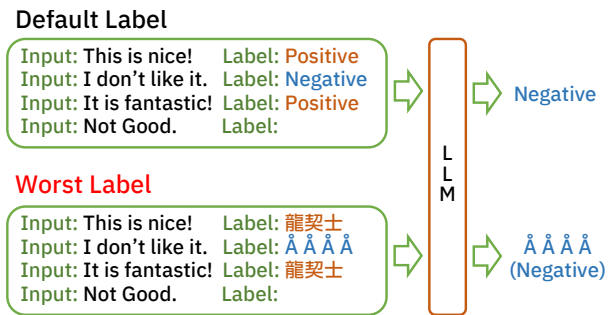 Default Label
Input: This is nice! Label: Positive
Input: I don't like it. Label: Negative
Input: It is fantastic! Label: Positive
Input: Not Good. Label:
Negative
L
L
M
Worst Label
Input: This is nice! Label: 龍契士
Input: I don't like it. Label: Å Å Å Å
Input: It is fantastic! Label: 龍契士
Input: Not Good. Label:
Å Å Å Å
(Negative)